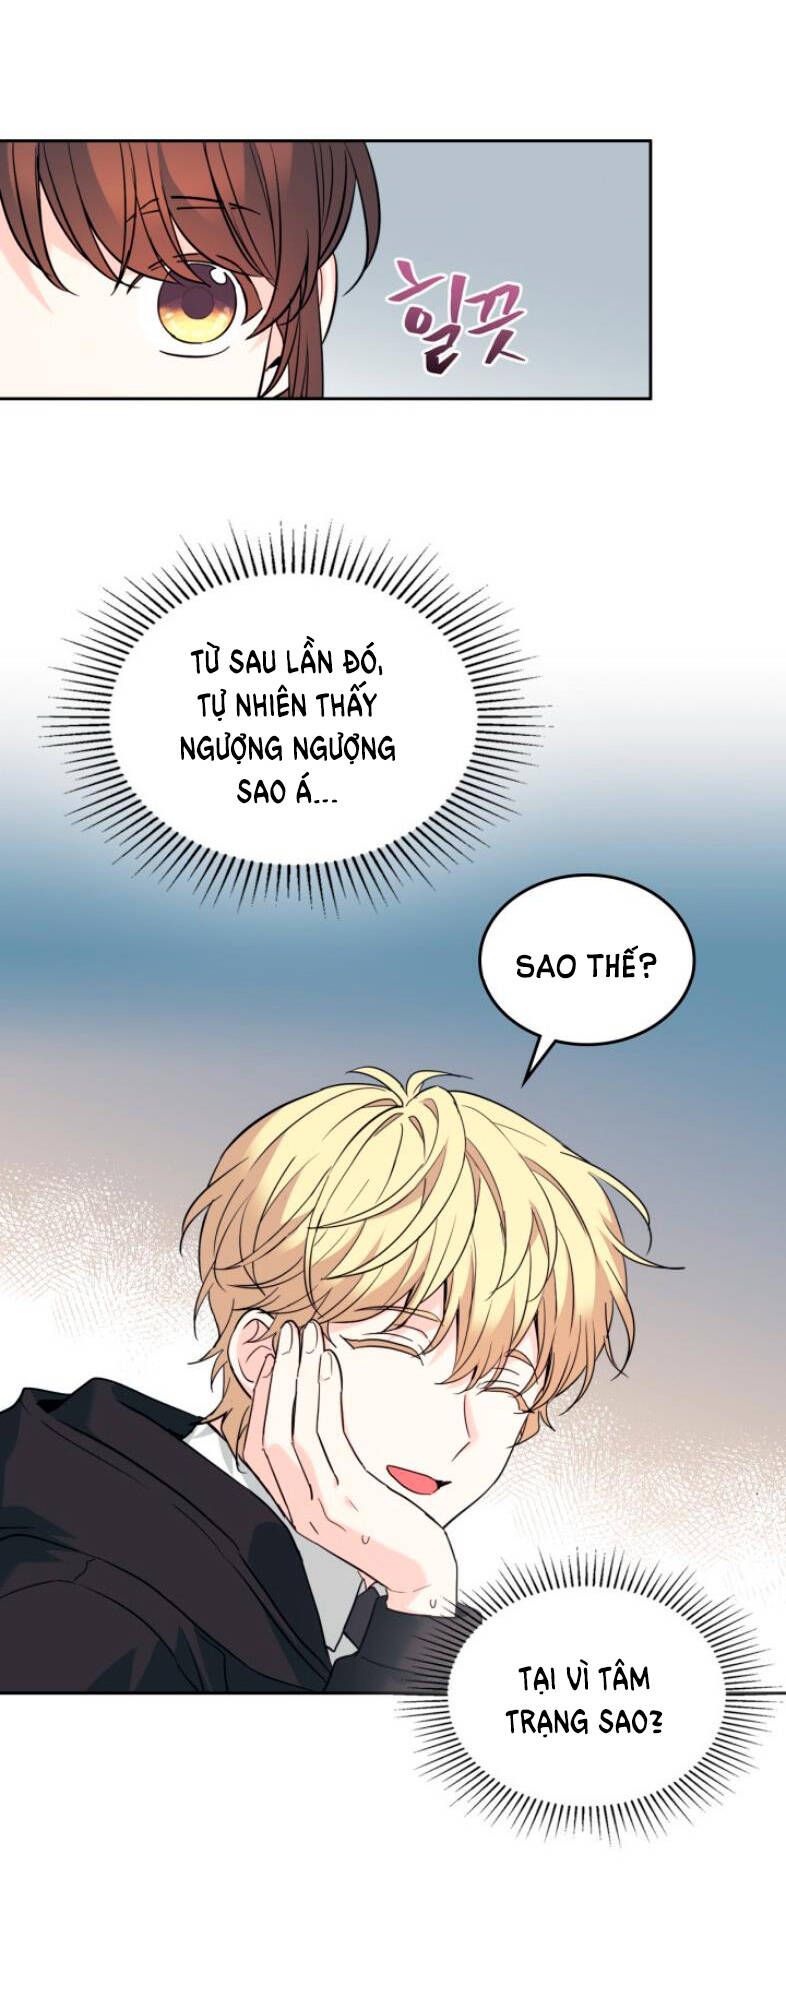 힐끗
TỪ SAU LẦN ĐÓ,
TỰ NHIÊN THẤY
NGƯỢNG NGƯỢNG
SAO Á...
SAO THẾ?
TẠI VÌ TÂM
TRẠNG SAO?